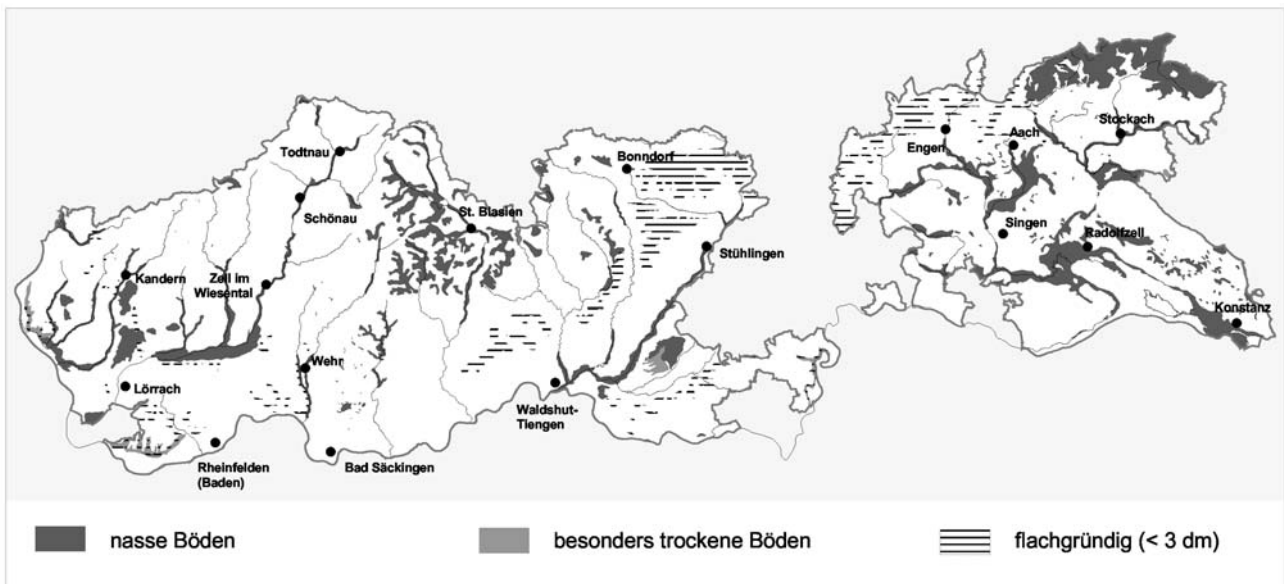 Stockach
Aach
Engen
Todtnau
Bonndorf
Schönau
St. Blasien
Singen
Radolfzell
Stühlingen
Kandern
Zell im
Wiesental
Konstanz
Wehr
Lörrach
Waldshut-
Tiengen
Rheinfelden
(Baden)
Bad Säckingen
nasse Böden
besonders trockene Böden
flachgründig (< 3 dm)